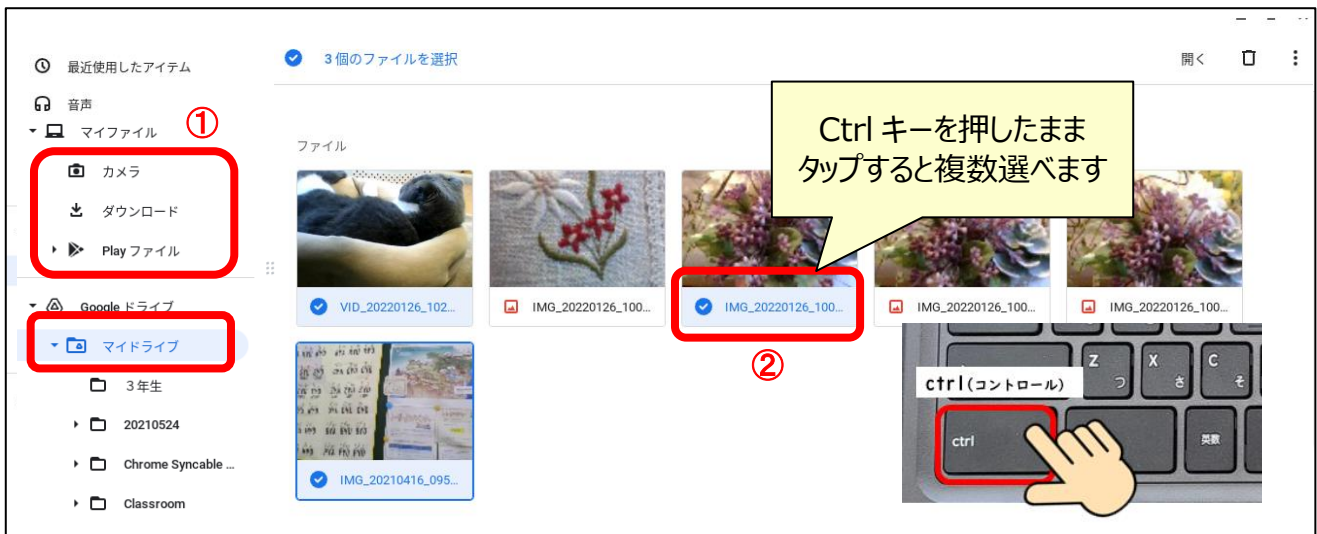 最近使用したアイテム
音声
マイファイル
①
カメラ
ダウンロード
Play ファイル
Google ドライブ
マイドライブ
3年生
20210524
Chrome Syncable ...
Classroom
3 個のファイルを選択
開く
ファイル
Ctrl キーを押したまま
タップすると複数選べます
VID_20220126_102...
IMG_20220126_100...
IMG_20220126_100...
IMG_20220126_100...
IMG_20220126_100...
②
IMG_20210416_095...
ctrl(コントロール)
Z
つ
X
さ
C
そ
ctrl
英数